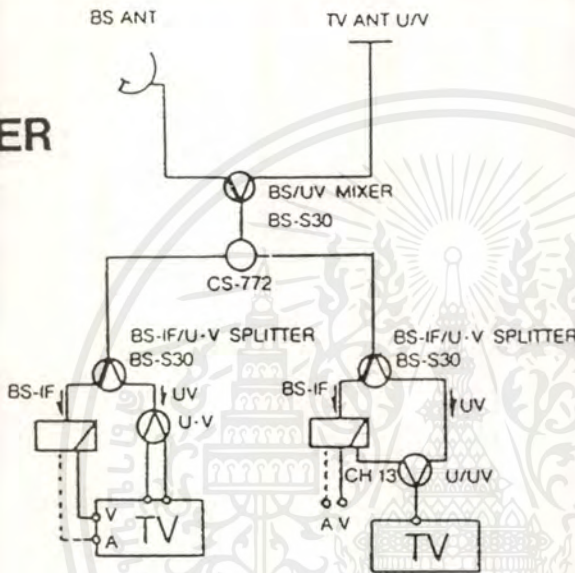 BS ANT TV ANT U/V
ER
BS/UV MIXER
BS-S30
CS-772
BS-IF/U·V SPLITTER BS-IF/U·V SPLITTER
BS-S30 BS-S30
BS-IF UV BS-IF UV
U·V
CH 13 U/UV
V A V
A TV TV